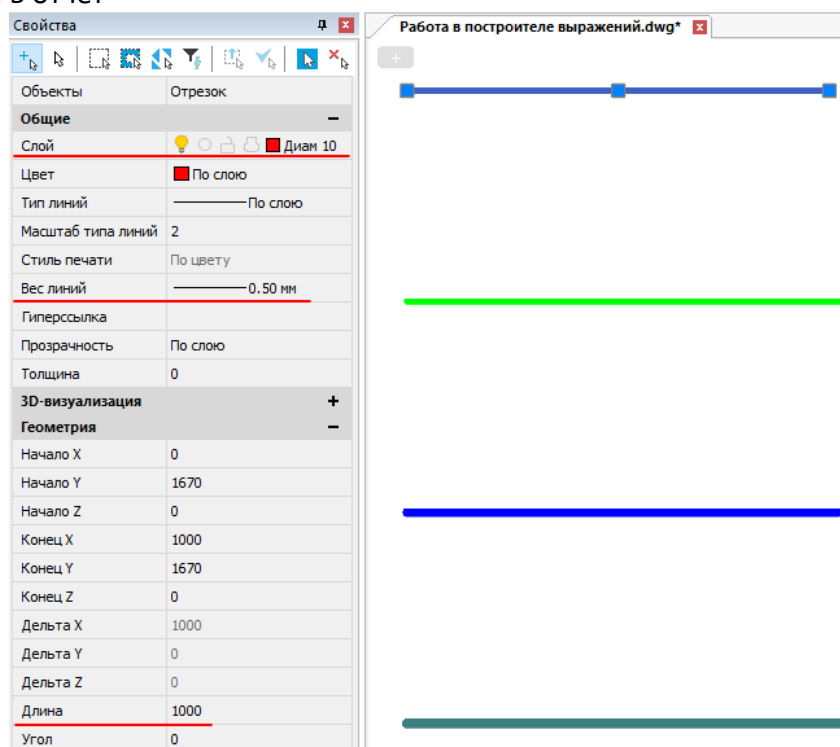 в отчет
Свойства
Работа в построителе выражений.dwg*
Объекты Отрезок
Общие
Слой Диам 10
Цвет По слою
Тип линий По слою
Масштаб типа линий 2
Стиль печати По цвету
Вес линий 0.50 мм
Гиперссылка
Прозрачность По слою
Толщина 0
3D-визуализация +
Геометрия
Начало X 0
Начало Y 1670
Начало Z 0
Конец X 1000
Конец Y 1670
Конец Z 0
Дельта X 1000
Дельта Y 0
Дельта Z 0
Длина 1000
Угол 0